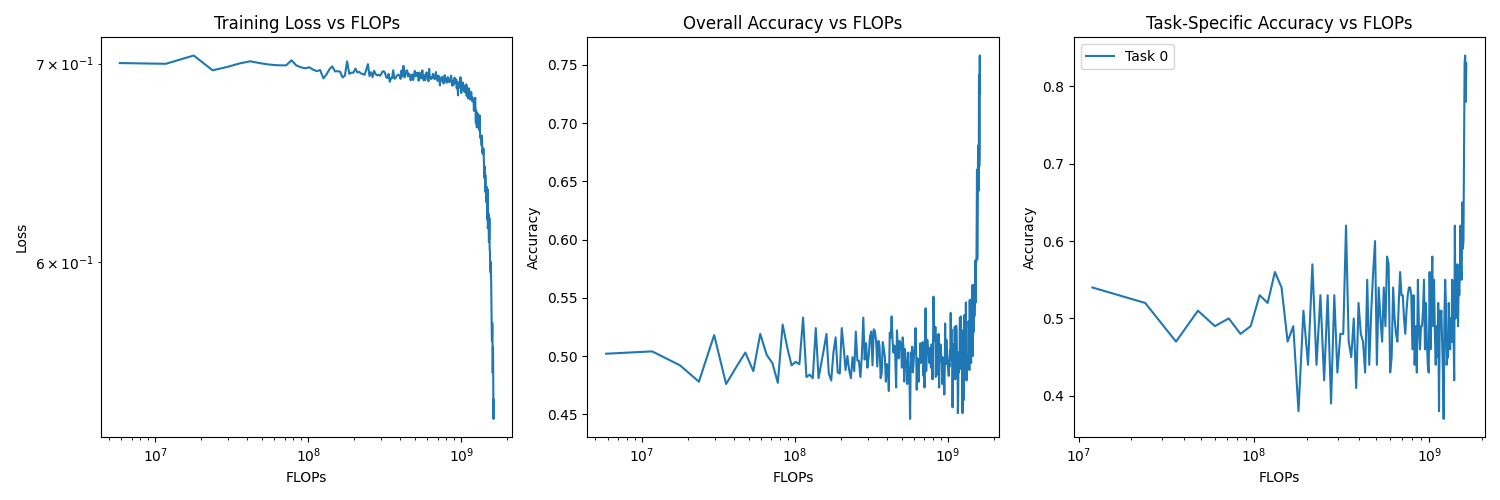 Training Loss vs FLOPs
7 × 10⁻¹
6 × 10⁻¹
Loss
10⁷ 10⁸ 10⁹
FLOPs
Overall Accuracy vs FLOPs
0.75
0.70
0.65
0.60
0.55
0.50
0.45
Accuracy
10⁷ 10⁸ 10⁹
FLOPs
Task-Specific Accuracy vs FLOPs
Task 0
0.8
0.7
0.6
0.5
0.4
Accuracy
10⁷ 10⁸ 10⁹
FLOPs